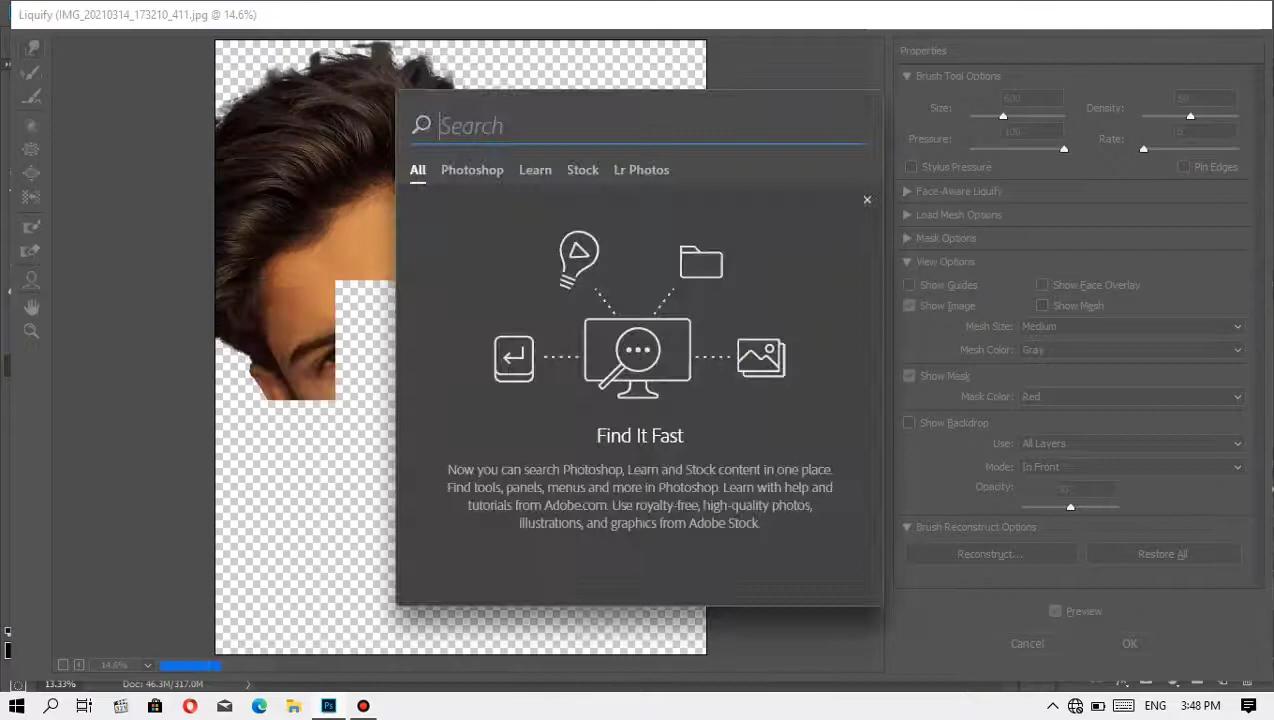 Liquify (IMG_20210314_173210_411.jpg @ 14.6%)
Search
All Photoshop Learn Stock Lr Photos
Find It Fast
Now you can search Photoshop, Learn and Stock content in one place.
Find tools, panels, menus and more in Photoshop. Learn with help and
tutorials from Adobe.com. Use royalty-free, high-quality photos,
illustrations, and graphics from Adobe Stock.
Properties
Brush Tool Options
Size: 600 Density: 50
Pressure: 100 Rate: 0
Stylus Pressure Pin Edges
Face-Aware Liquify
Load Mesh Options
Mask Options
View Options
Show Guides Show Face Overlay
Show Image Show Mesh
Mesh Size: Medium
Mesh Color: Gray
Show Mask
Mask Color: Red
Show Backdrop
Use: All Layers
Mode: In Front
Opacity:
Brush Reconstruct Options
Reconstruct... Restore All
Preview
Cancel OK
14.6%
13.33% Doc: 46.3M/317.0M
Ps
ENG 3:48 PM